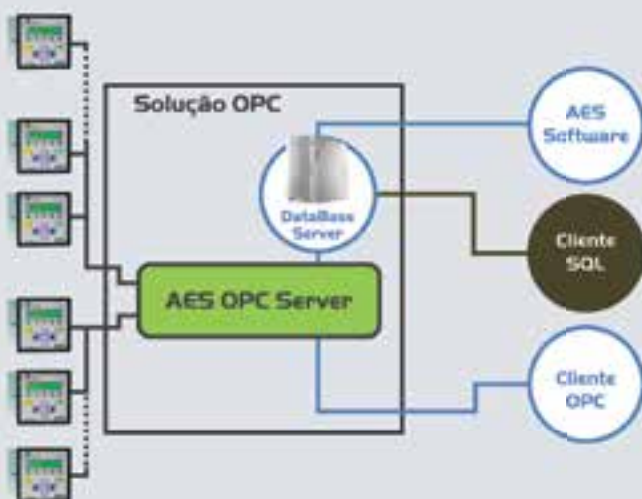 Solução OPC
AES
Software
DataBase
Server
Cliente
SQL
AES OPC Server
Cliente
OPC